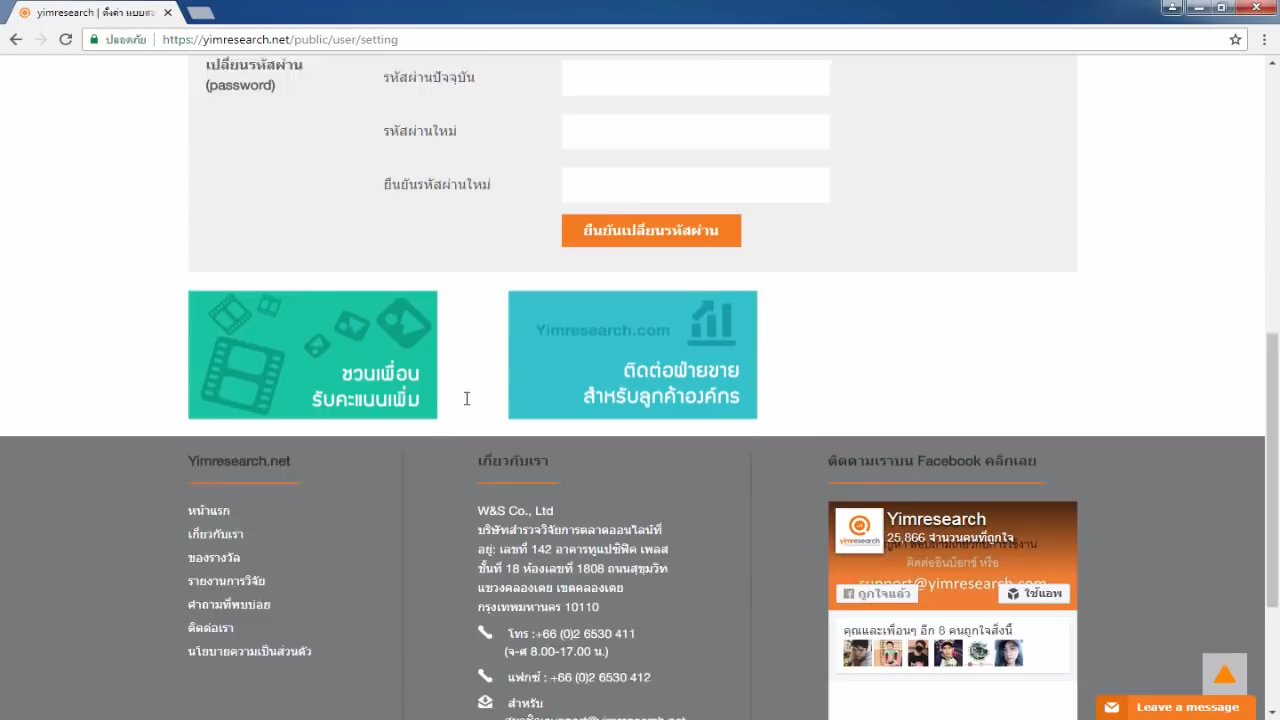 yimresearch | ตั้งค่า แบบสอ
ปลอดภัย
https://yimresearch.net/public/user/setting
เปลี่ยนรหัสผ่าน
(password)
รหัสผ่านปัจจุบัน
รหัสผ่านใหม่
ยืนยันรหัสผ่านใหม่
ยืนยันเปลี่ยนรหัสผ่าน
ชวนเพื่อน
รับคะแนนเพิ่ม
Yimresearch.com
ติดต่อฝ่ายขาย
สำหรับลูกค้าองค์กร
Yimresearch.net
หน้าแรก
เกี่ยวกับเรา
ของรางวัล
รายงานการวิจัย
คำถามที่พบบ่อย
ติดต่อเรา
นโยบายความเป็นส่วนตัว
เกี่ยวกับเรา
W&S Co., Ltd
บริษัทสำรวจวิจัยการตลาดออนไลน์ที่
อยู่: เลขที่ 142 อาคารทูแปซิฟิค เพลส
ชั้นที่ 18 ห้องเลขที่ 1808 ถนนสุขุมวิท
แขวงคลองเตย เขตคลองเตย
กรุงเทพมหานคร 10110
โทร :+66 (0)2 6530 411
(จ-ศ 8.00-17.00 น.)
แฟกซ์ : +66 (0)2 6530 412
สำหรับ
ติดตามเราบน Facebook คลิกเลย
yimresearch
Yimresearch
25,866 จำนวนคนที่ถูกใจ
ติดต่ออินบ็อกซ์ หรือ
support@yimresearch.com
ถูกใจแล้ว
ใช้แอพ
คุณและเพื่อนๆ อีก 8 คนถูกใจสิ่งนี้
Leave a message